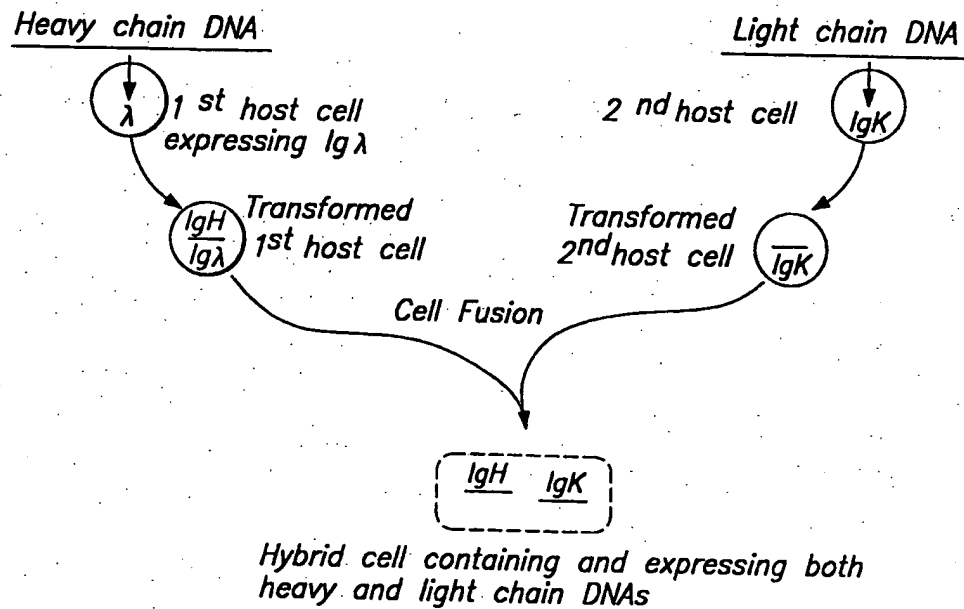 Heavy chain DNA
Light chain DNA
λ
1 st host cell
expressing Ig λ
2 nd host cell
IgK
IgH
Igλ
Transformed
1st host cell
Transformed
2nd host cell
IgK
Cell Fusion
IgH IgK
Hybrid cell containing and expressing both
heavy and light chain DNAs